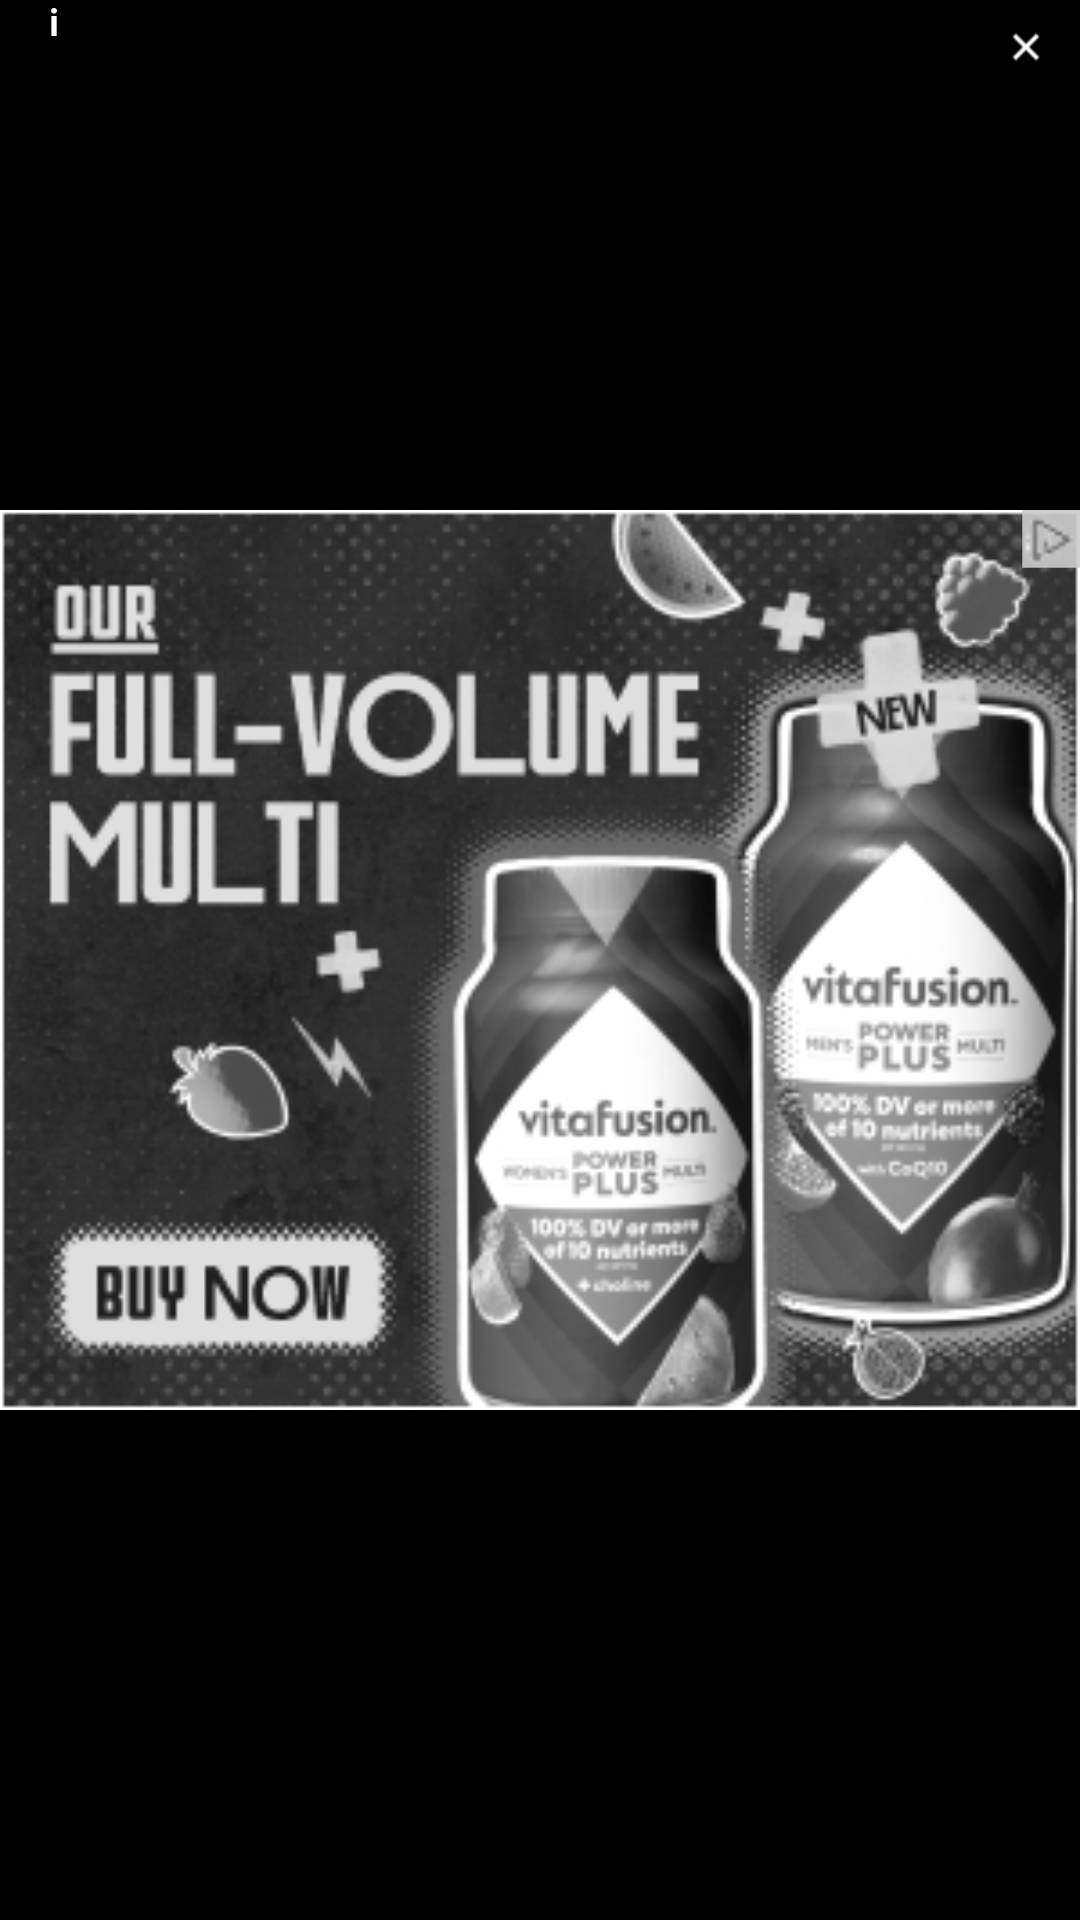 i
OUR
FULL-VOLUME
MULTI
BUY NOW
NEW
vitafusion.
MEN'S POWER PLUS MULTI
100% DV or more
of 10 nutrients
with CoQ10
vitafusion.
WOMEN'S POWER PLUS MULTI
100% DV or more
of 10 nutrients
+ choline